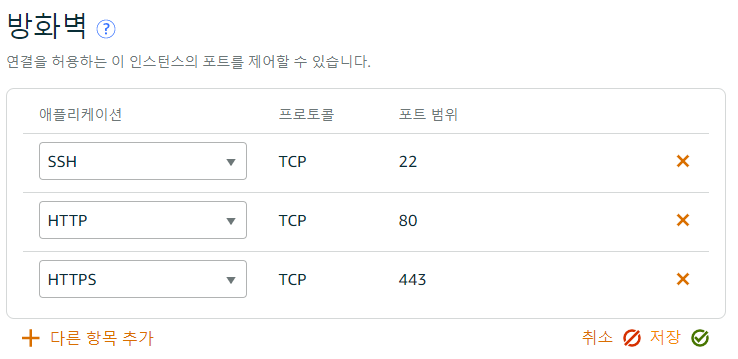 방화벽 ?
연결을 허용하는 이 인스턴스의 포트를 제어할 수 있습니다.
애플리케이션 프로토콜 포트 범위
SSH TCP 22
HTTP TCP 80
HTTPS TCP 443
다른 항목 추가 취소 저장